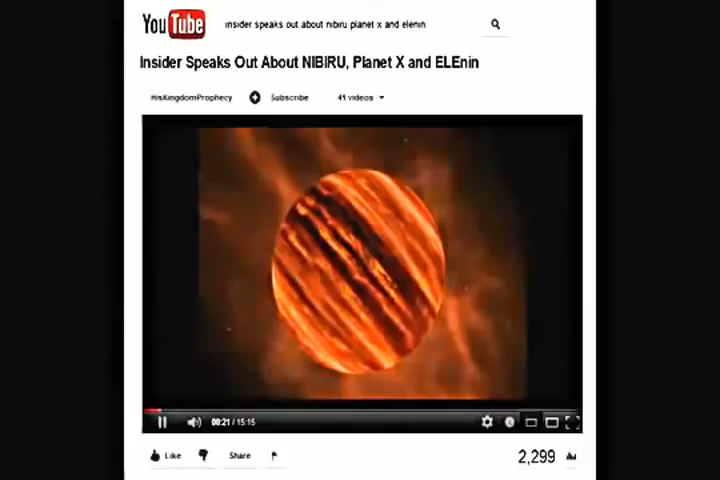 YouTube insider speaks out about nibiru planet x and elenin
Insider Speaks Out About NIBIRU, Planet X and ELEnin
HisKingdomProphecy Subscribe 41 videos
00:21 / 15:15
Like Share 2,299